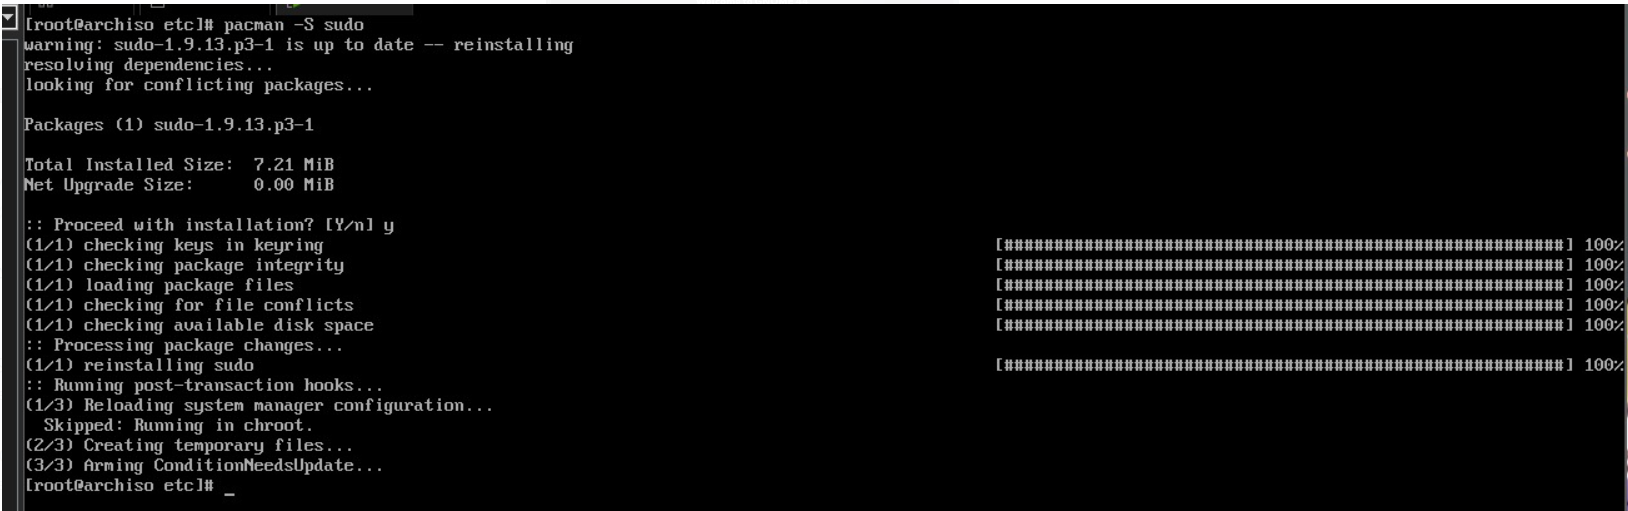 [root@archiso etc]# pacman -S sudo
warning: sudo-1.9.13.p3-1 is up to date -- reinstalling
resolving dependencies...
looking for conflicting packages...
Packages (1) sudo-1.9.13.p3-1
Total Installed Size:  7.21 MiB
Net Upgrade Size:      0.00 MiB
:: Proceed with installation? [Y/n] y
(1/1) checking keys in keyring [########################################################] 100%
(1/1) checking package integrity [########################################################] 100%
(1/1) loading package files [########################################################] 100%
(1/1) checking for file conflicts [########################################################] 100%
(1/1) checking available disk space [########################################################] 100%
:: Processing package changes...
(1/1) reinstalling sudo [########################################################] 100%
:: Running post-transaction hooks...
(1/3) Reloading system manager configuration...
  Skipped: Running in chroot.
(2/3) Creating temporary files...
(3/3) Arming ConditionNeedsUpdate...
[root@archiso etc]# _